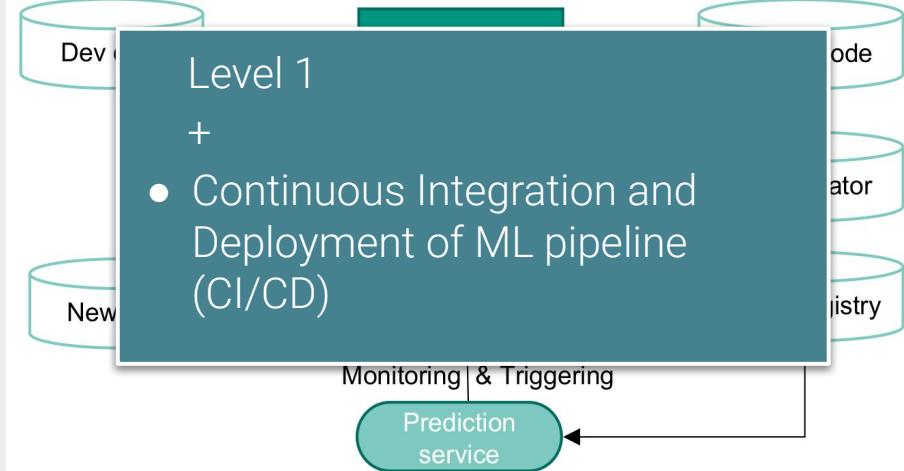 Dev
ode
Level 1
+
● Continuous Integration and
Deployment of ML pipeline
(CI/CD)
ator
New
istry
Monitoring & Triggering
Prediction
service